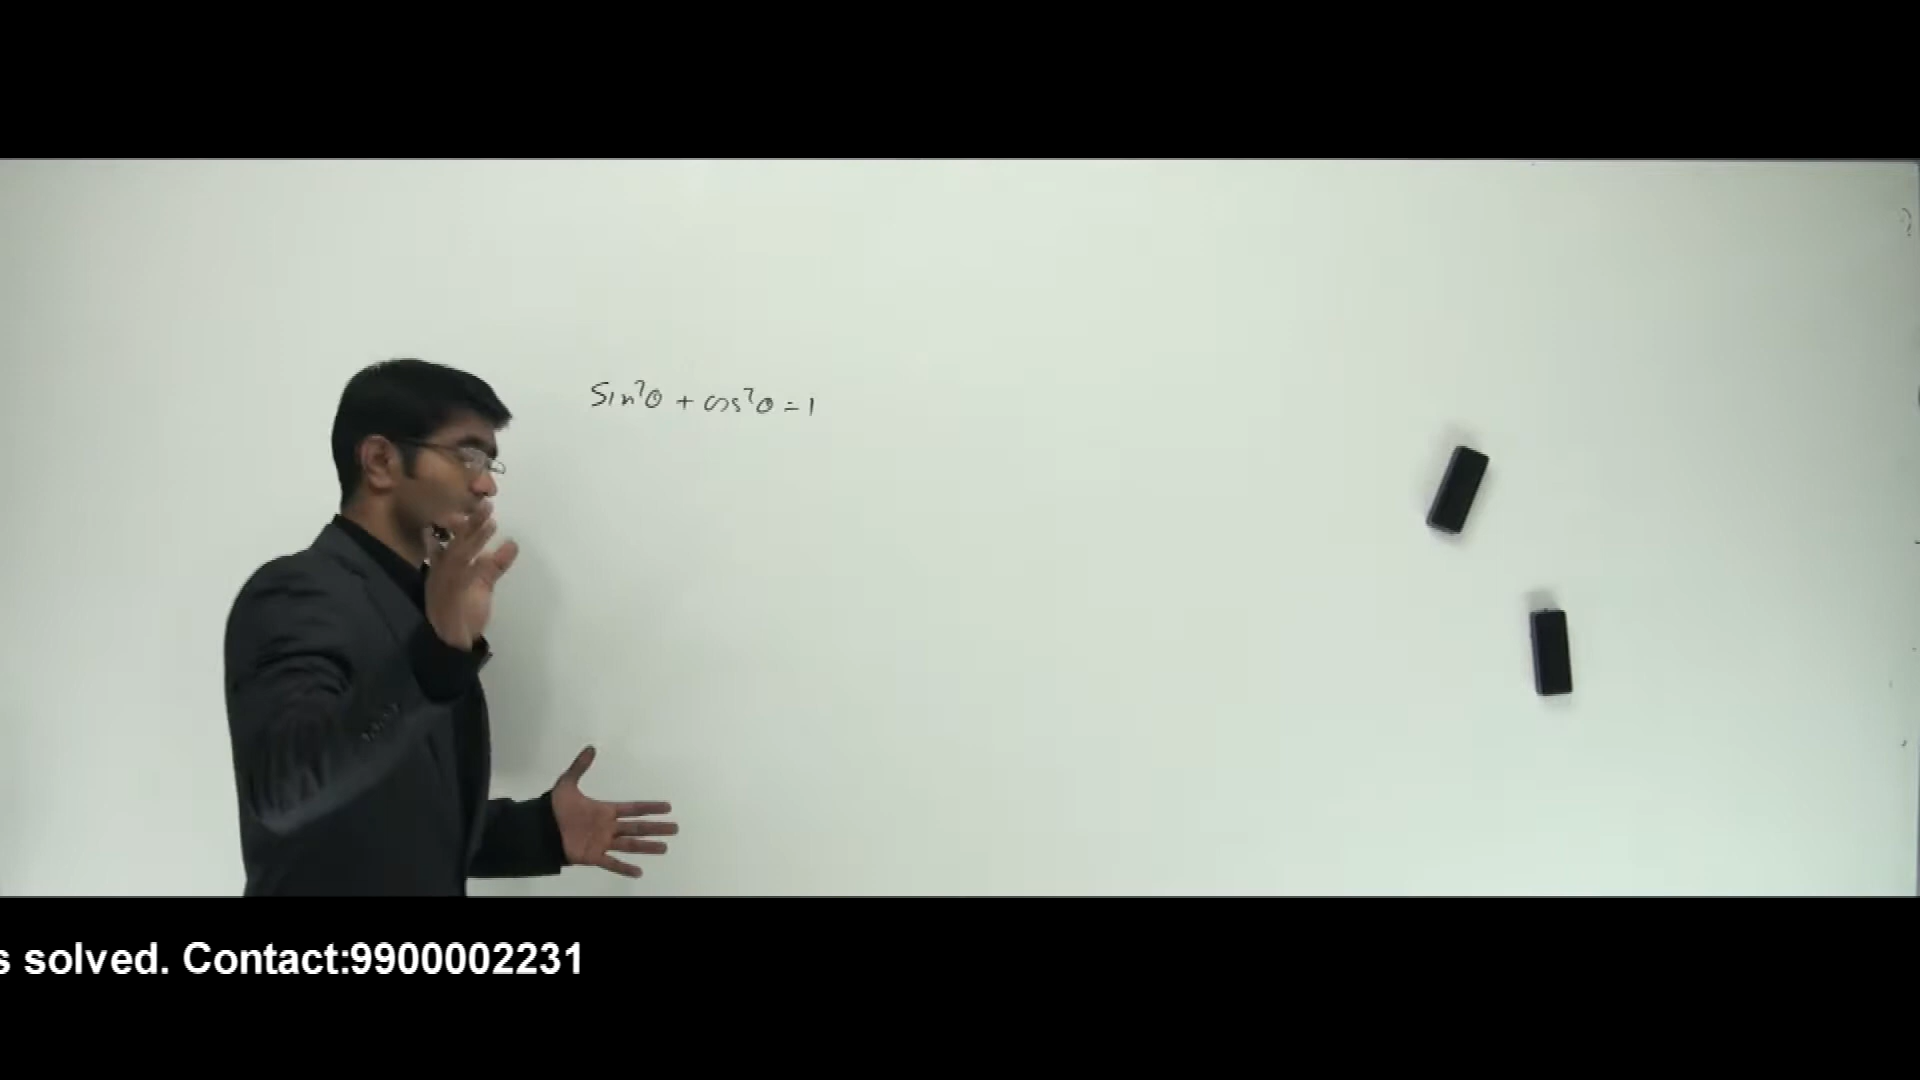 sin²θ + cos²θ = 1
s solved. Contact:9900002231